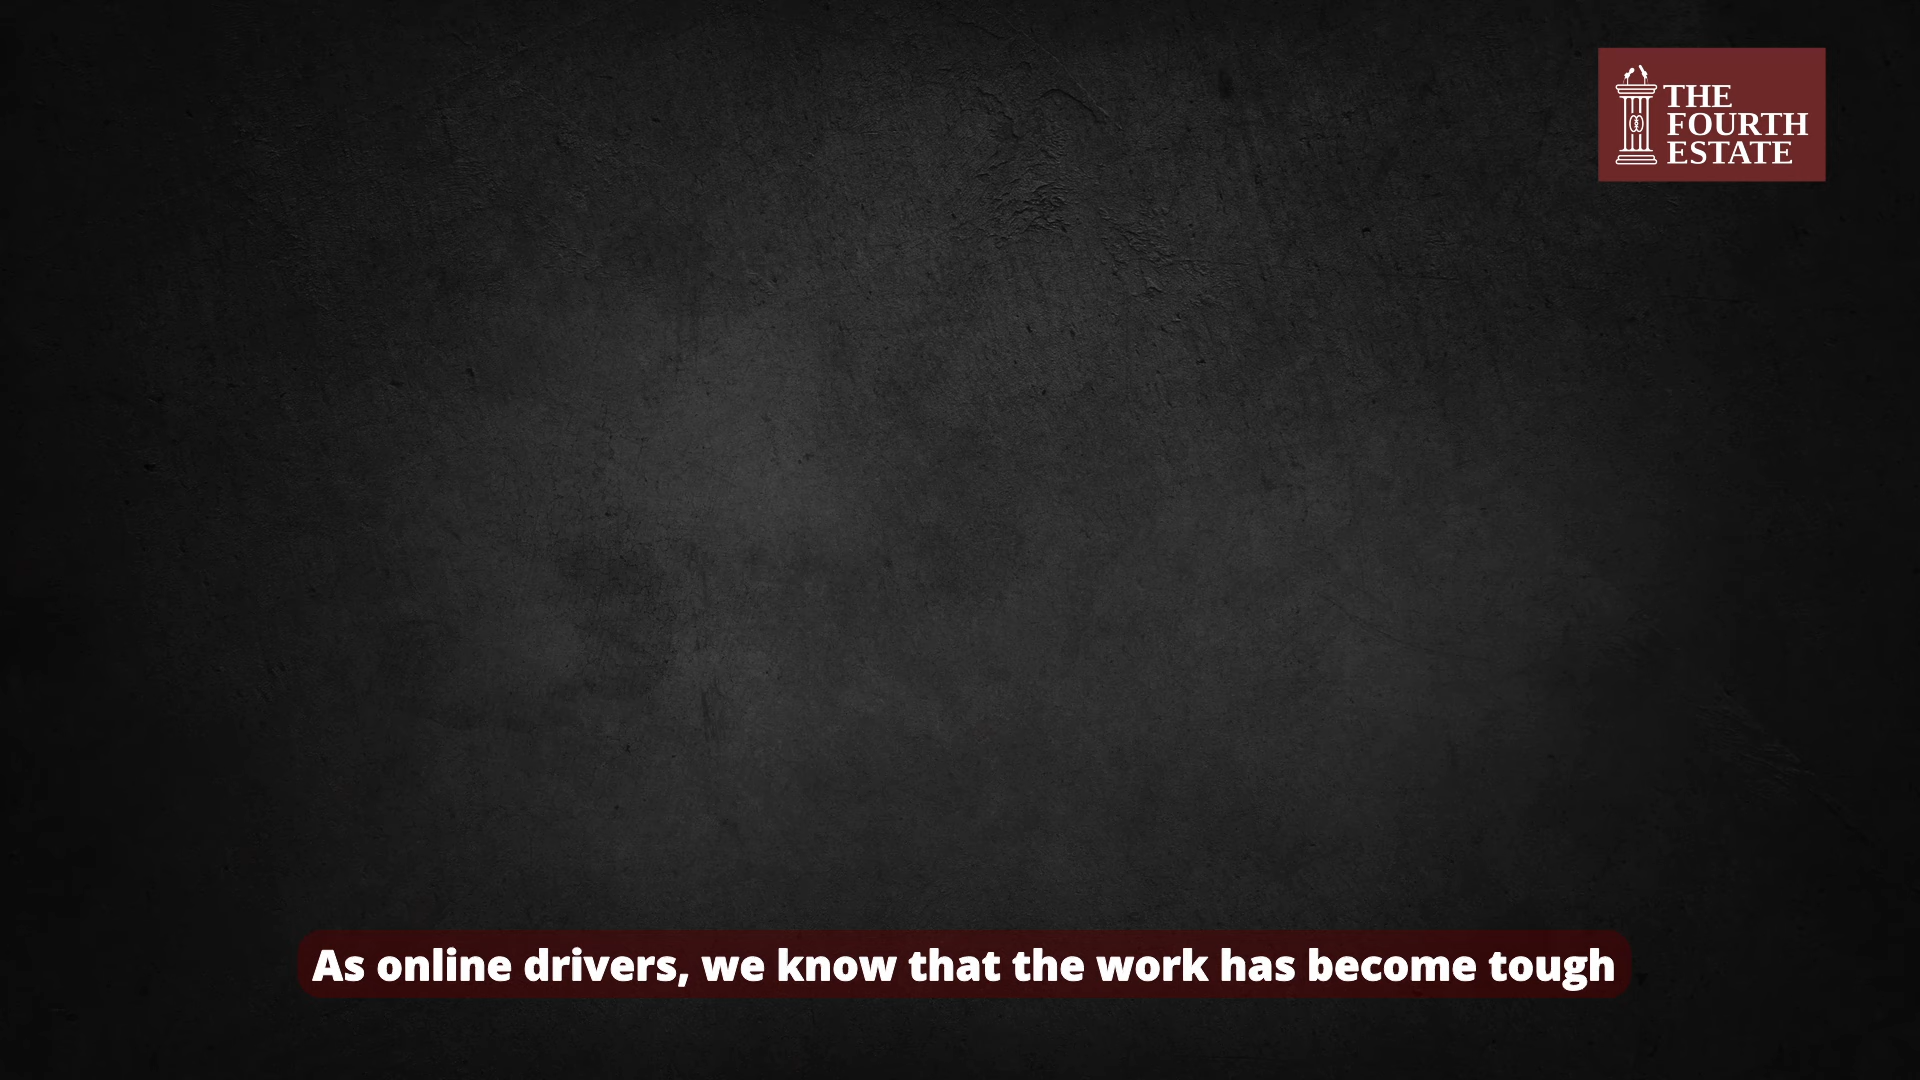 THE
FOURTH
ESTATE
As online drivers, we know that the work has become tough